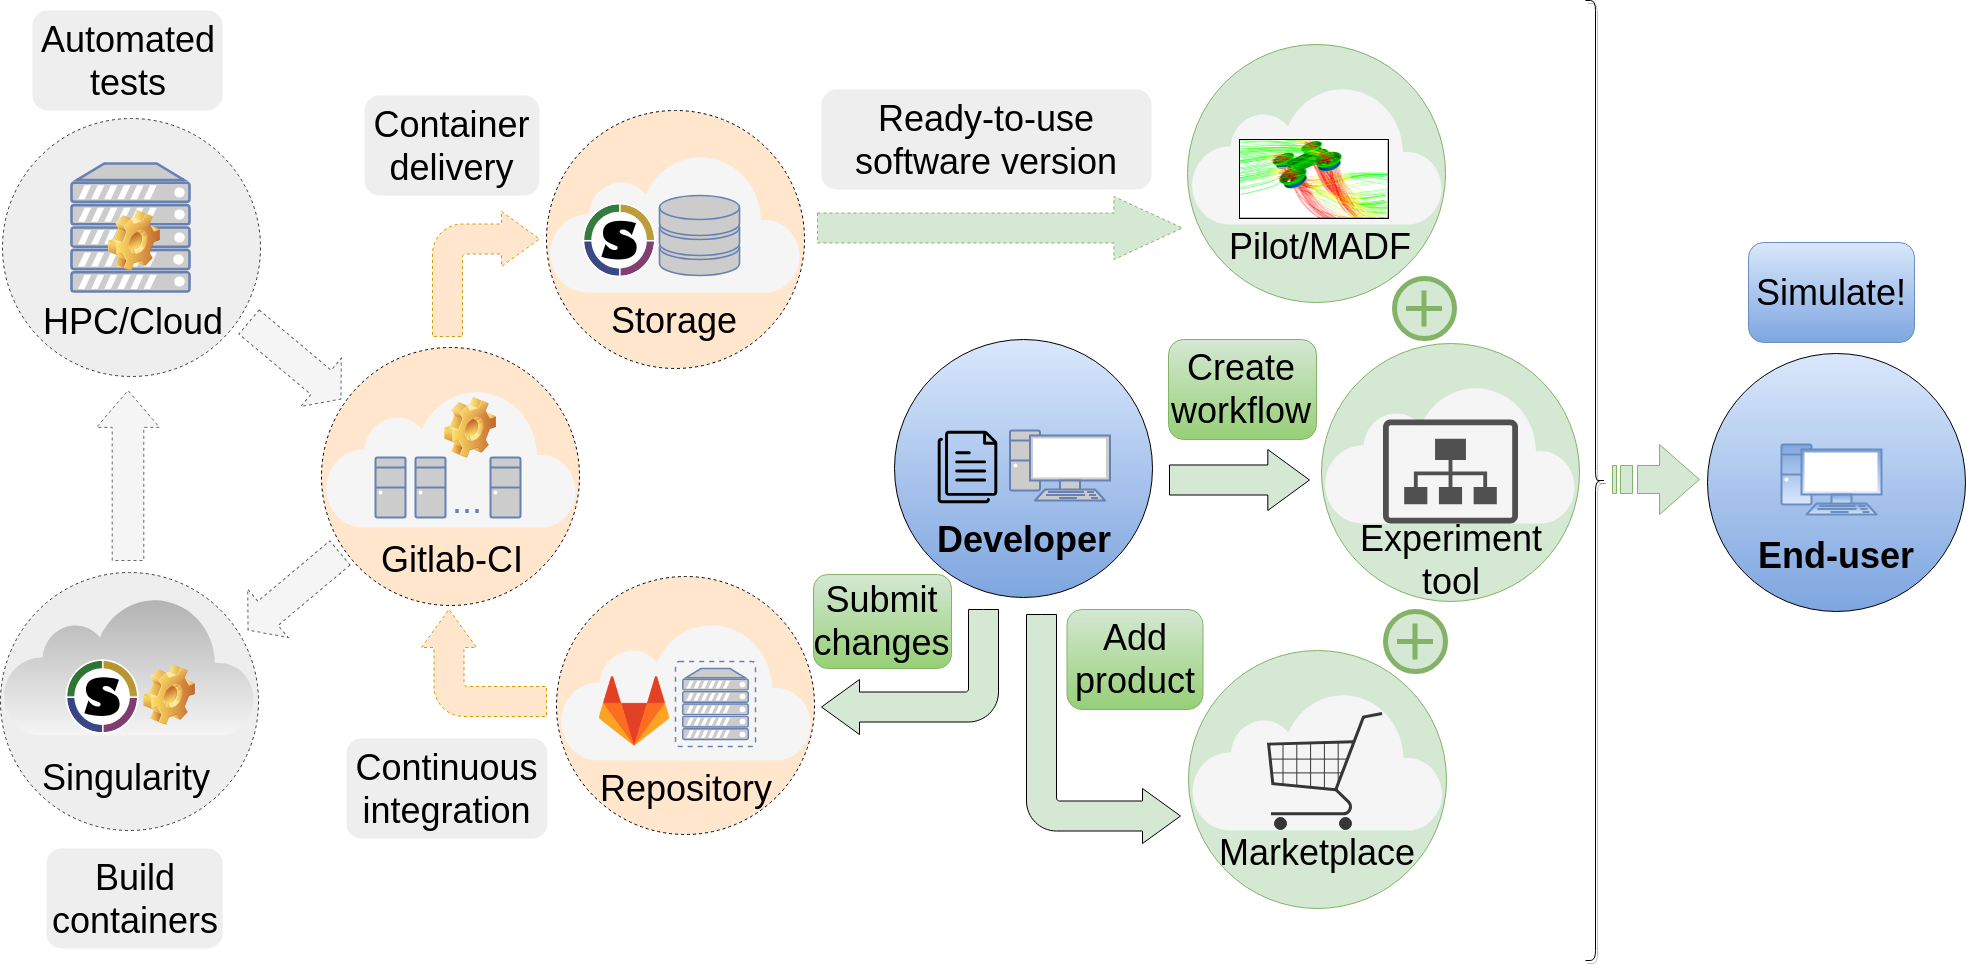 Automated
tests
HPC/Cloud
Container
delivery
Storage
Ready-to-use
software version
Pilot/MADF
Simulate!
Gitlab-CI
...
Developer
Create
workflow
Experiment
tool
End-user
Singularity
Build
containers
Continuous
integration
Repository
Submit
changes
Add
product
Marketplace